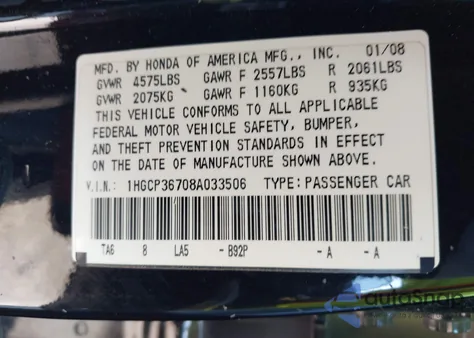 MFD. BY HONDA OF AMERICA MFG., INC. 01/08
GVWR 4575LBS GAWR F 2557LBS R 2061LBS
GVWR 2075KG GAWR F 1160KG R 935KG
THIS VEHICLE CONFORMS TO ALL APPLICABLE
FEDERAL MOTOR VEHICLE SAFETY, BUMPER,
AND THEFT PREVENTION STANDARDS IN EFFECT
ON THE DATE OF MANUFACTURE SHOWN ABOVE.
V.I.N.: 1HGCP36708A033506 TYPE: PASSENGER CAR
TA6 8 LA5 - B92P - A - A
autoSnaps